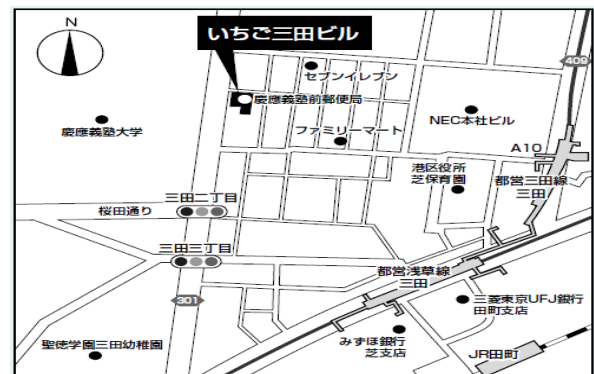 N
いちご三田ビル
409
セブンイレブン
慶應義塾前郵便局
慶應義塾大学
ファミリーマート
NEC本社ビル
A10
港区役所
芝保育園
都営三田線
三田
三田二丁目
桜田通り
三田三丁目
都営浅草線
三田
301
三菱東京UFJ銀行
田町支店
みずほ銀行
芝支店
聖徳学園三田幼稚園
JR田町